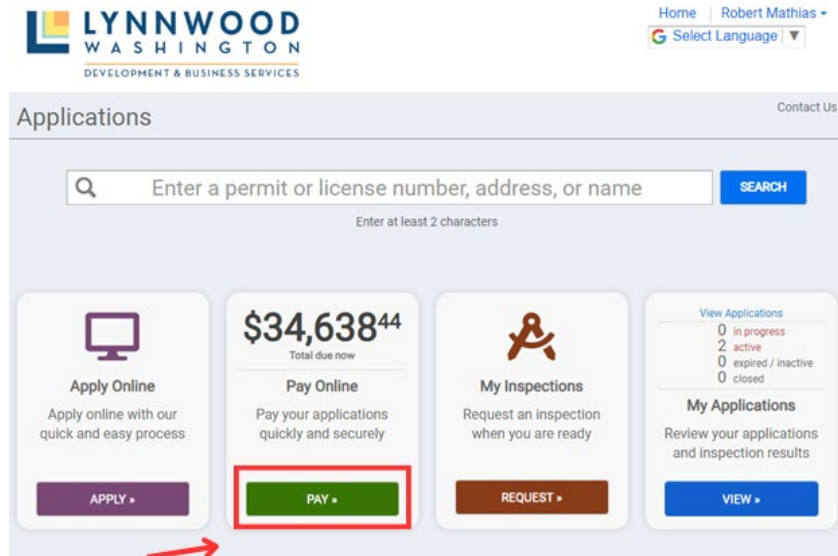 LYNNWOOD
WASHINGTON
DEVELOPMENT & BUSINESS SERVICES
Home | Robert Mathias
G Select Language | ▼
Applications
Contact Us
Enter a permit or license number, address, or name
SEARCH
Enter at least 2 characters
Apply Online
Apply online with our
quick and easy process
APPLY »
$34,63844
Total due now
Pay Online
Pay your applications
quickly and securely
PAY »
My Inspections
Request an inspection
when you are ready
REQUEST »
View Applications
0 in progress
2 active
0 expired / inactive
0 closed
My Applications
Review your applications
and inspection results
VIEW »